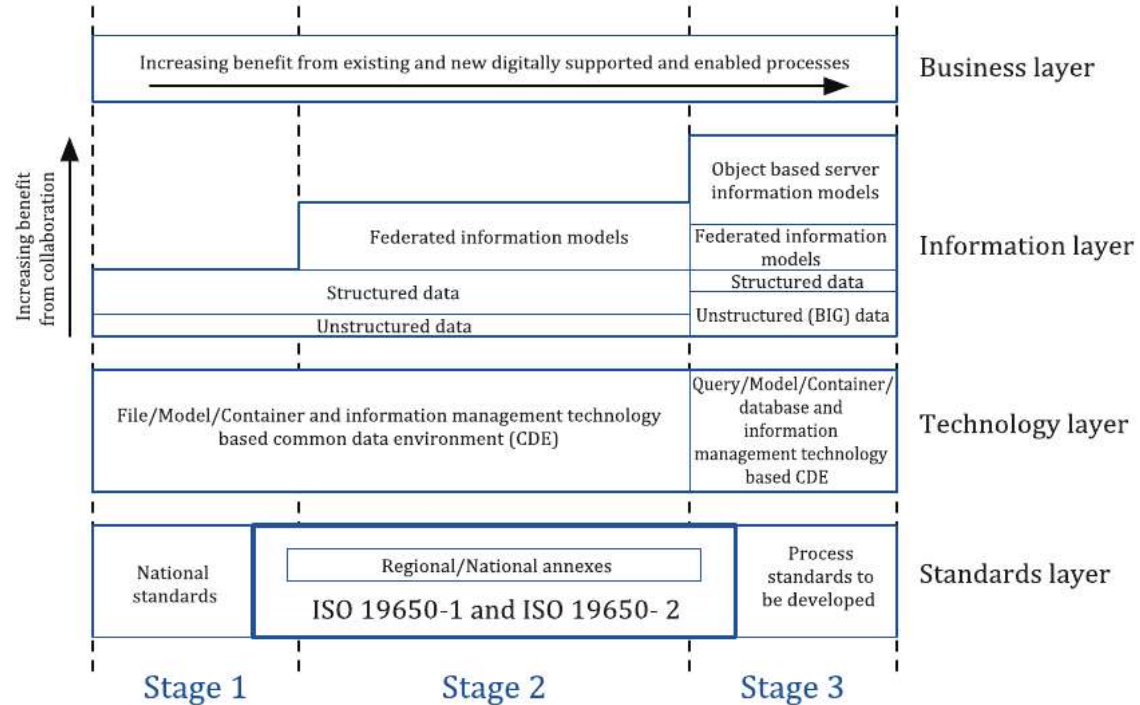 Increasing benefit from existing and new digitally supported and enabled processes
Business layer
Increasing benefit
from collaboration
Object based server
information models
Federated information models
Federated information
models
Information layer
Structured data
Structured data
Unstructured data
Unstructured (BIG) data
File/Model/Container and information management technology
based common data environment (CDE)
Query/Model/Container/
database and
information
management technology
based CDE
Technology layer
National
standards
Regional/National annexes
ISO 19650-1 and ISO 19650- 2
Process
standards to
be developed
Standards layer
Stage 1
Stage 2
Stage 3